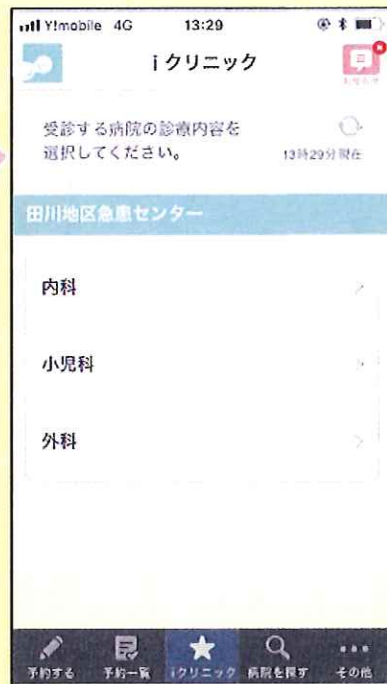 Y!mobile 4G 13:29
iクリニック
お知らせ
受診する病院の診療内容を
選択してください。
13時29分現在
田川地区急患センター
内科
小児科
外科
予約する 予約一覧 iクリニック 病院を探す その他